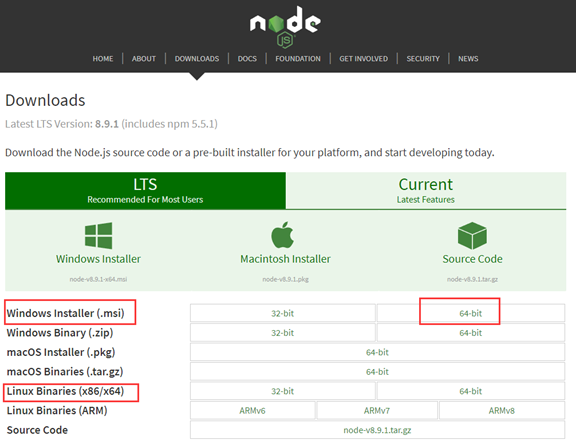 node
JS
HOME ABOUT DOWNLOADS DOCS FOUNDATION GET INVOLVED SECURITY NEWS
Downloads
Latest LTS Version: 8.9.1 (includes npm 5.5.1)
Download the Node.js source code or a pre-built installer for your platform, and start developing today.
LTS Current
Recommended For Most Users Latest Features
Windows Installer Macintosh Installer Source Code
node-v8.9.1-x64.msi node-v8.9.1.pkg node-v8.9.1.tar.gz
Windows Installer (.msi) 32-bit 64-bit
Windows Binary (.zip) 32-bit 64-bit
macOS Installer (.pkg) 64-bit
macOS Binaries (.tar.gz) 64-bit
Linux Binaries (x86/x64) 32-bit 64-bit
Linux Binaries (ARM) ARMv6 ARMv7 ARMv8
Source Code node-v8.9.1.tar.gz